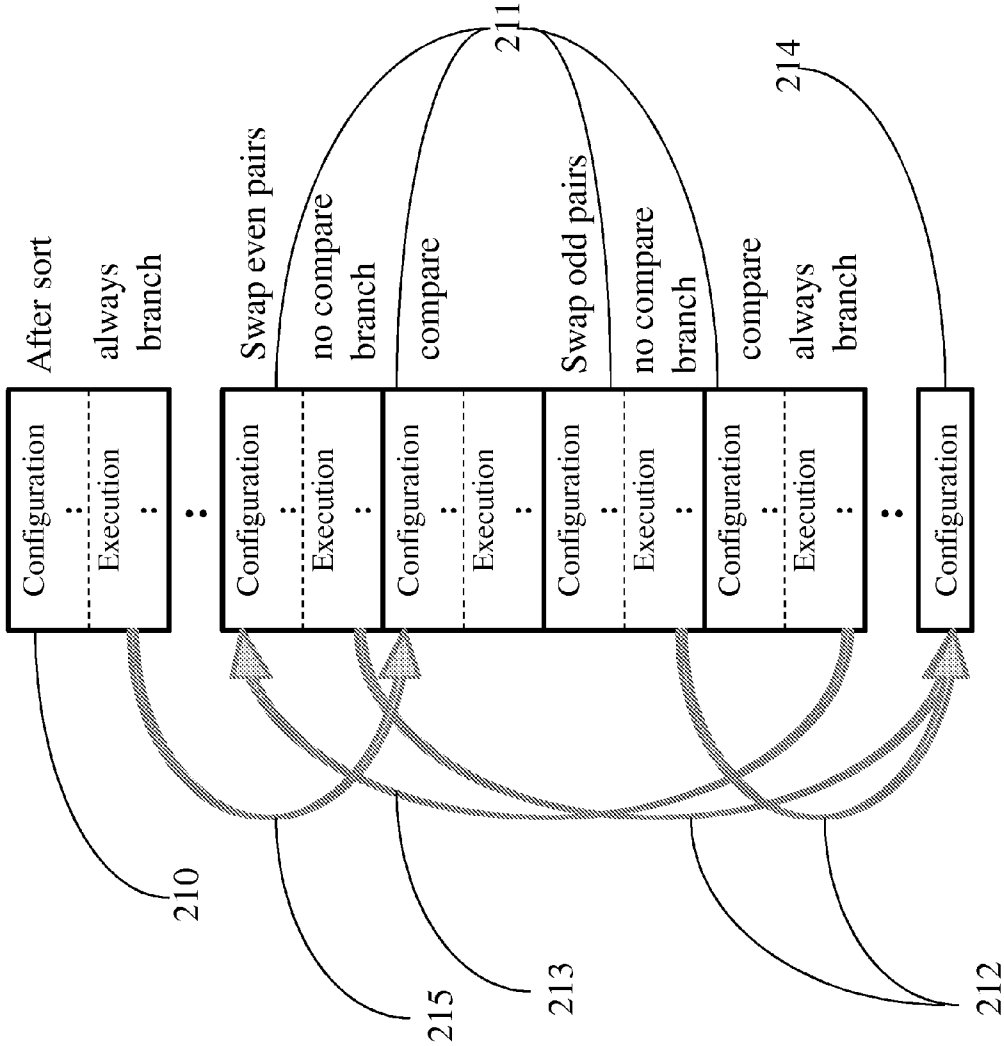 After sort
Configuration
always
branch
Execution
:
:
:
Swap even pairs
Configuration
:
no compare
branch
Execution
:
compare
Configuration
:
Execution
:
Swap odd pairs
Configuration
:
no compare
branch
Execution
:
compare
Configuration
:
always
branch
Execution
:
:
Configuration
210
215
213
212
211
214